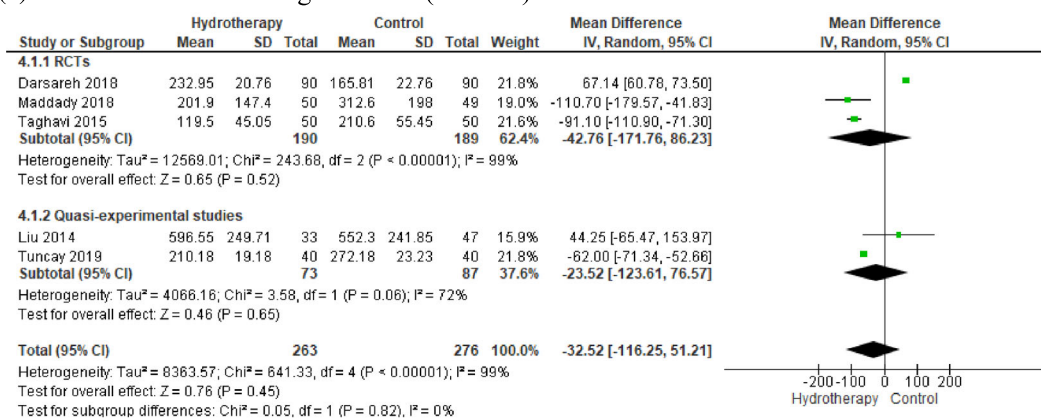 Hydrotherapy Control Mean Difference Mean Difference
Study or Subgroup Mean SD Total Mean SD Total Weight IV, Random, 95% CI IV, Random, 95% CI
4.1.1 RCTs
Darsareh 2018 232.95 20.76 90 165.81 22.76 90 21.8% 67.14 [60.78, 73.50]
Maddady 2018 201.9 147.4 50 312.6 198 49 19.0% -110.70 [-179.57, -41.83]
Taghavi 2015 119.5 45.05 50 210.6 55.45 50 21.5% -91.10 [-110.90, -71.30]
Subtotal (95% CI) 190 189 62.4% -42.76 [-171.76, 86.23]
Heterogeneity: Tau² = 12569.01; Chi² = 243.68, df = 2 (P < 0.00001); I² = 99%
Test for overall effect: Z = 0.65 (P = 0.52)
4.1.2 Quasi-experimental studies
Liu 2014 596.55 249.71 33 552.3 241.85 47 15.9% 44.25 [-65.47, 153.97]
Tuncay 2019 210.18 19.18 40 272.18 23.23 40 21.8% -62.00 [-71.34, -52.66]
Subtotal (95% CI) 73 87 37.6% -23.52 [-123.61, 76.57]
Heterogeneity: Tau² = 4066.16; Chi² = 3.58, df = 1 (P = 0.06); I² = 72%
Test for overall effect: Z = 0.46 (P = 0.65)
Total (95% CI) 263 276 100.0% -32.52 [-116.25, 51.21]
Heterogeneity: Tau² = 8363.57; Chi² = 641.33, df = 4 (P < 0.00001); I² = 99%
Test for overall effect: Z = 0.76 (P = 0.45)
Test for subgroup differences: Chi² = 0.05, df = 1 (P = 0.82), I² = 0%
-200 -100 0 100 200
Hydrotherapy Control